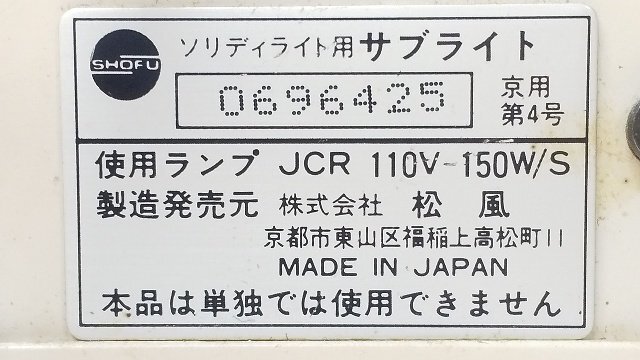 SHOFU
ソリディライト用 サブライト
0696425
京用
第4号
使用ランプ JCR 110V-150W/S
製造発売元 株式会社 松風
京都市東山区福稲上高松町11
MADE IN JAPAN
本品は単独では使用できません